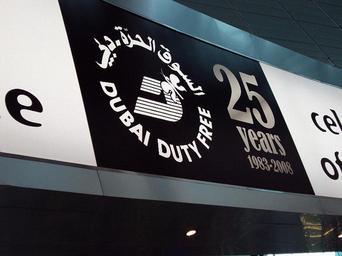 السوق الحرة دبي
DUBAI DUTY FREE
25
years
1983-2008
e
cel
of